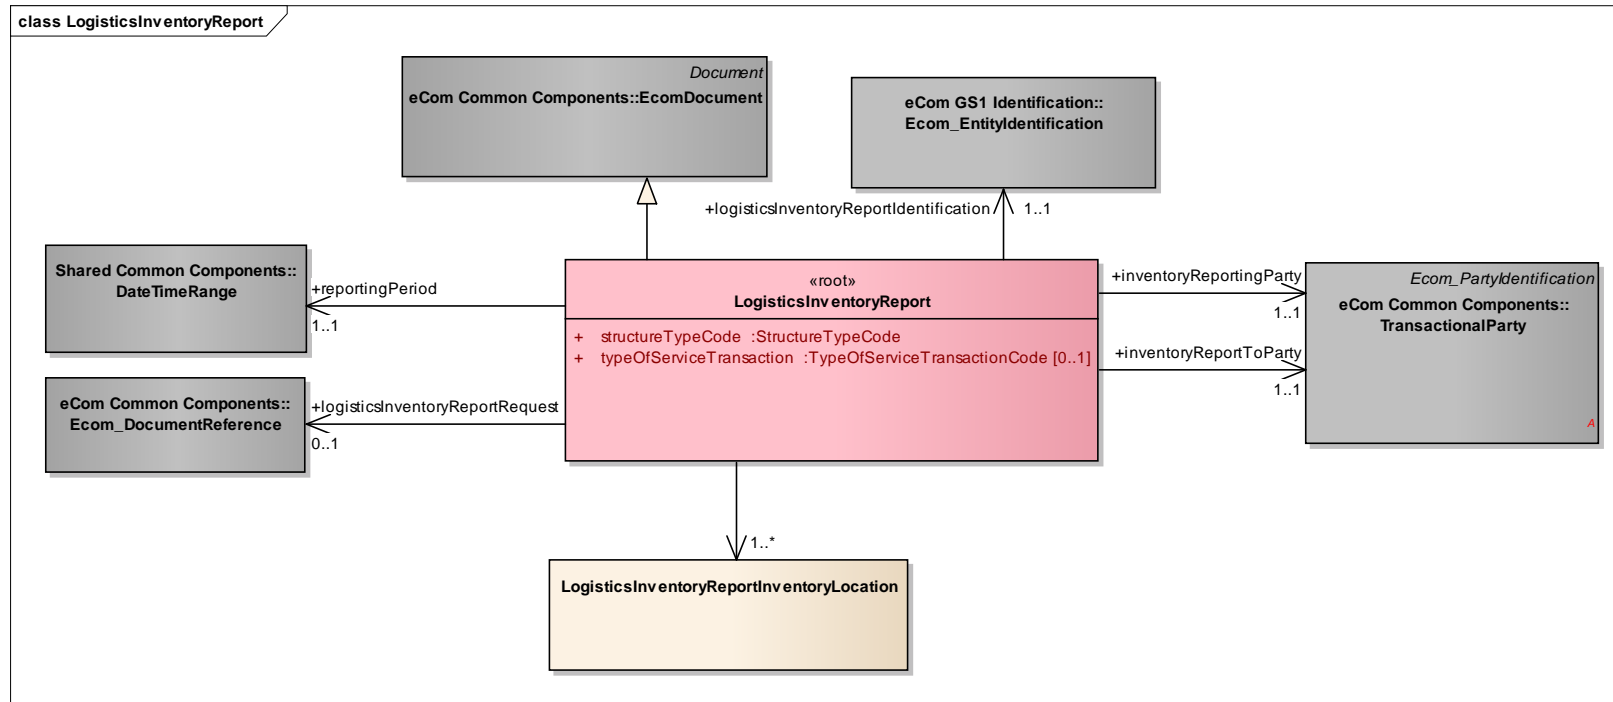 class LogisticsInventoryReport
Document
eCom Common Components::EcomDocument
eCom GS1 Identification::
Ecom_EntityIdentification
+logisticsInventoryReportIdentification
1..1
Shared Common Components::
DateTimeRange
+reportingPeriod
1..1
«root»
LogisticsInventoryReport
+ structureTypeCode :StructureTypeCode
+ typeOfServiceTransaction :TypeOfServiceTransactionCode [0..1]
+inventoryReportingParty
1..1
+inventoryReportToParty
1..1
Ecom_PartyIdentification
eCom Common Components::
TransactionalParty
A
eCom Common Components::
Ecom_DocumentReference
+logisticsInventoryReportRequest
0..1
1..*
LogisticsInventoryReportInventoryLocation